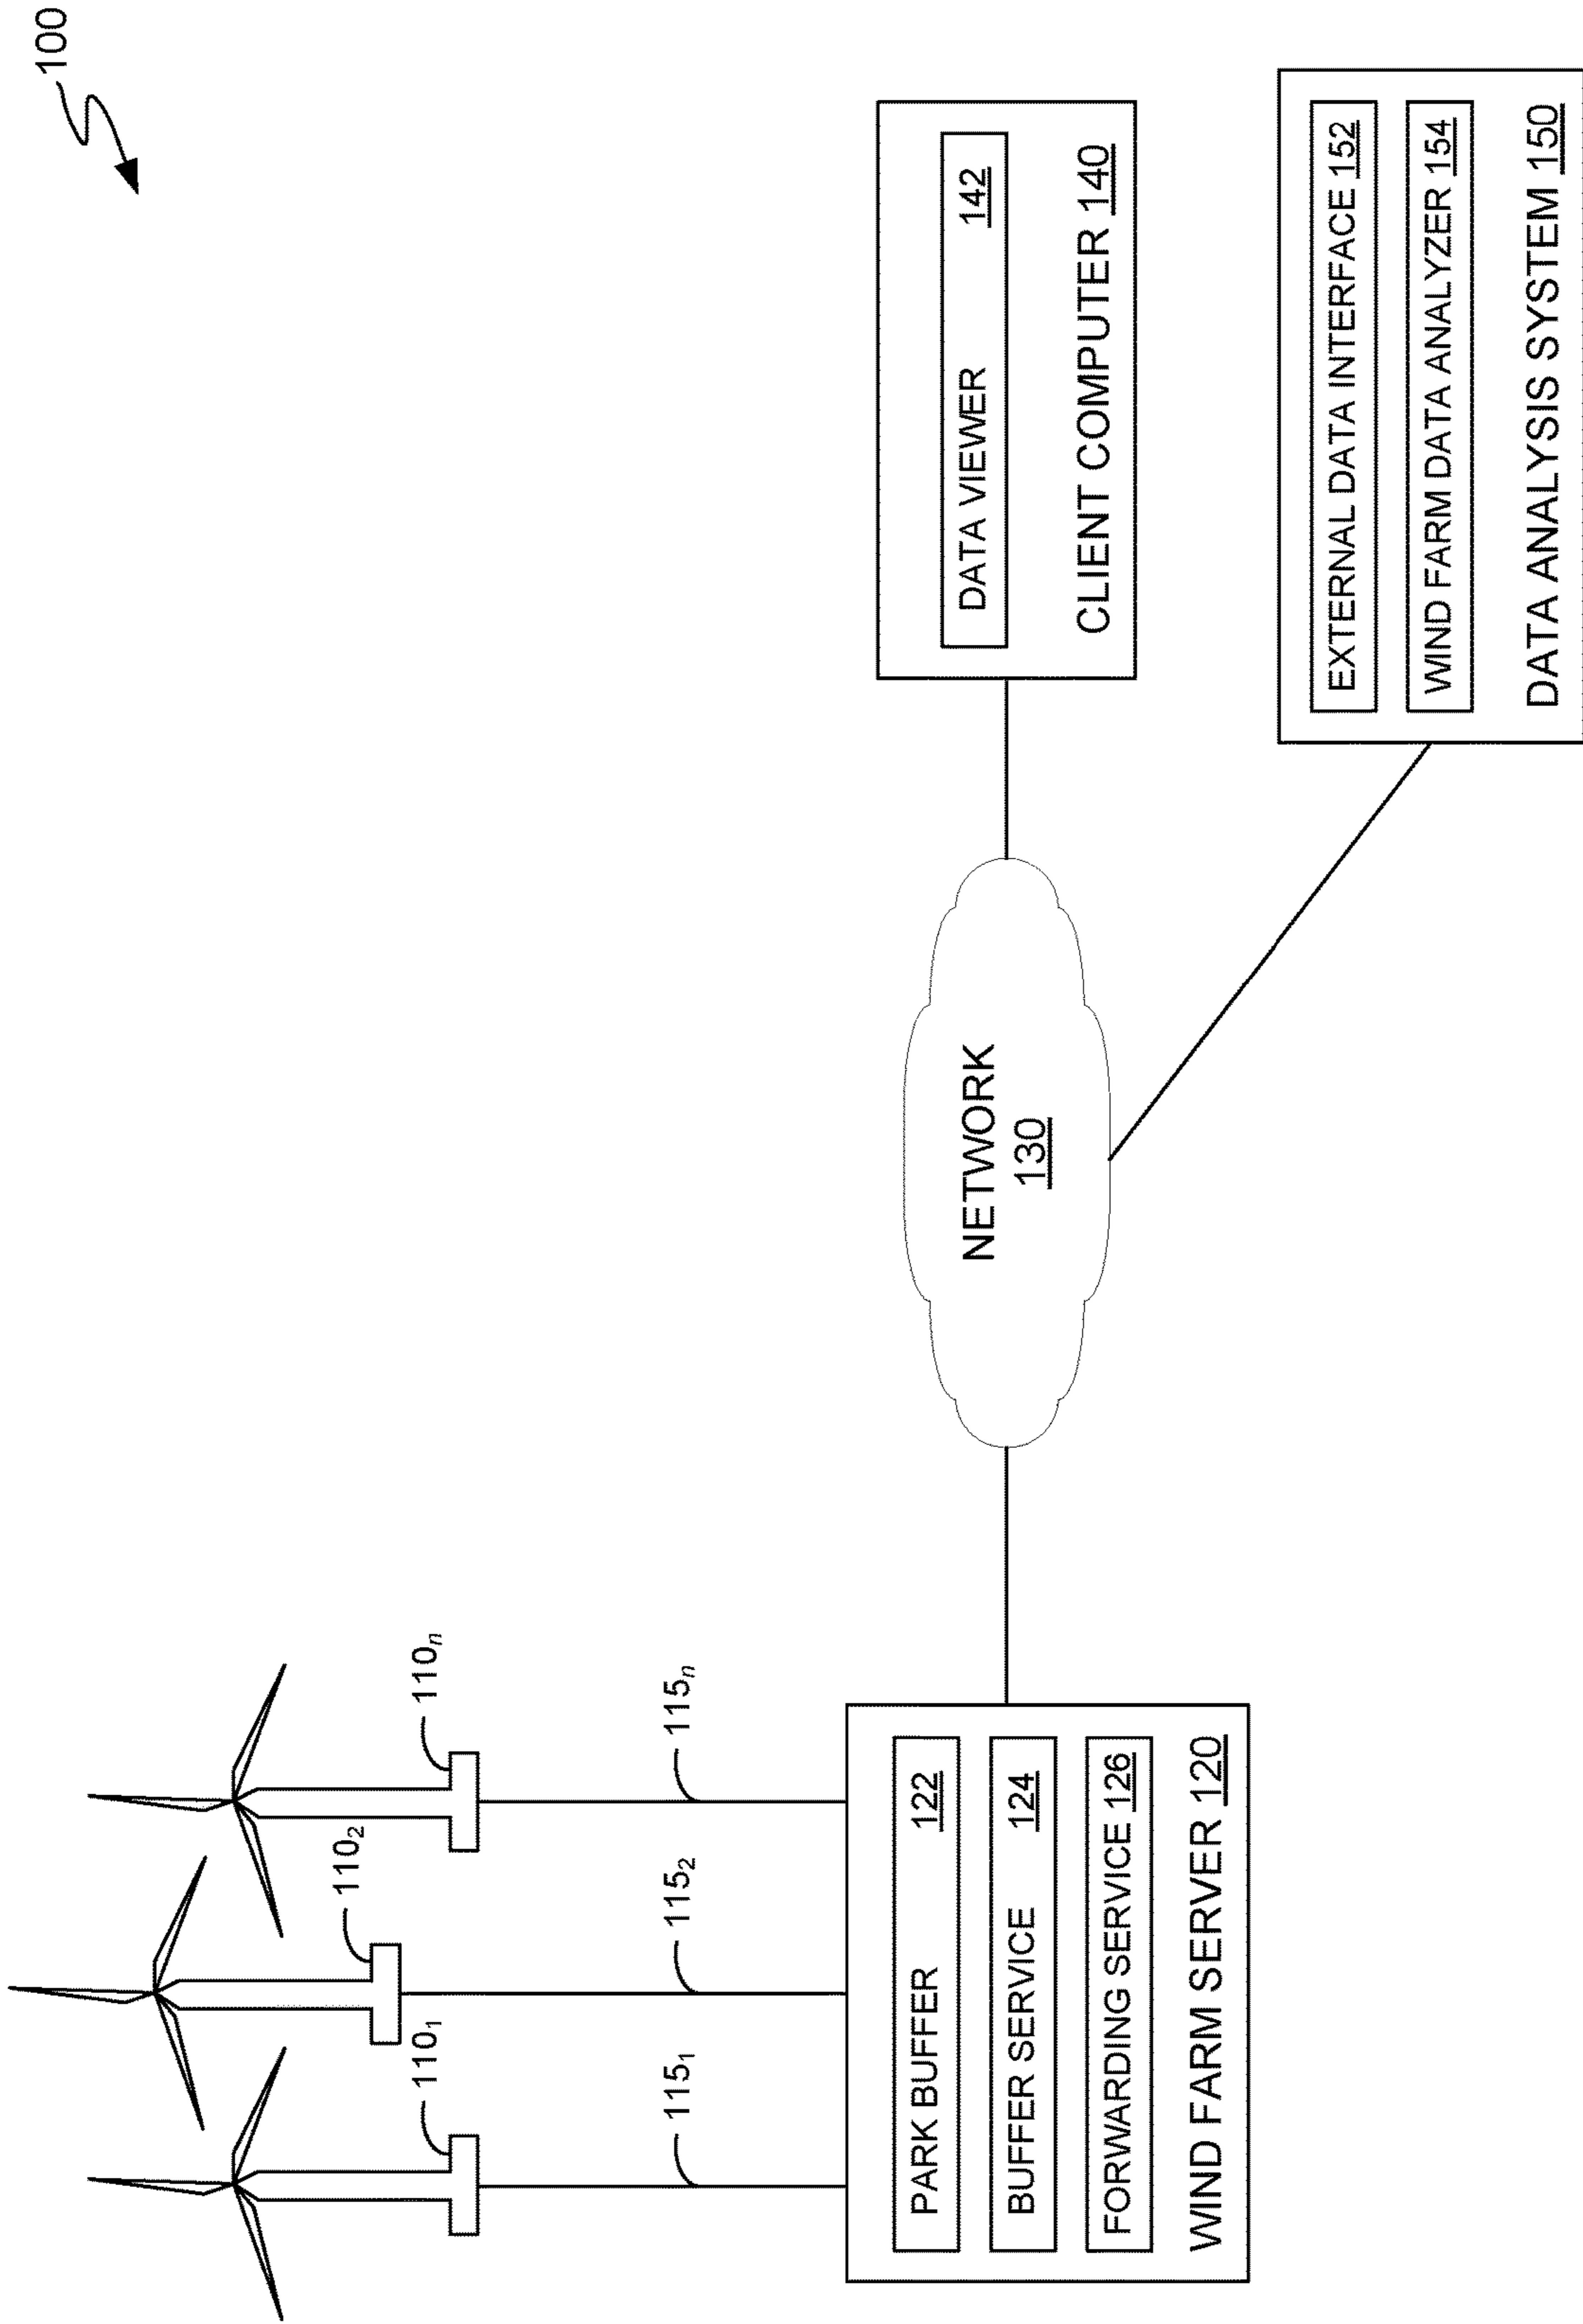 100
110₁
110₂
110ₙ
115₁
115₂
115ₙ
PARK BUFFER 122
BUFFER SERVICE 124
FORWARDING SERVICE 126
WIND FARM SERVER 120
NETWORK
130
DATA VIEWER 142
CLIENT COMPUTER 140
EXTERNAL DATA INTERFACE 152
WIND FARM DATA ANALYZER 154
DATA ANALYSIS SYSTEM 150